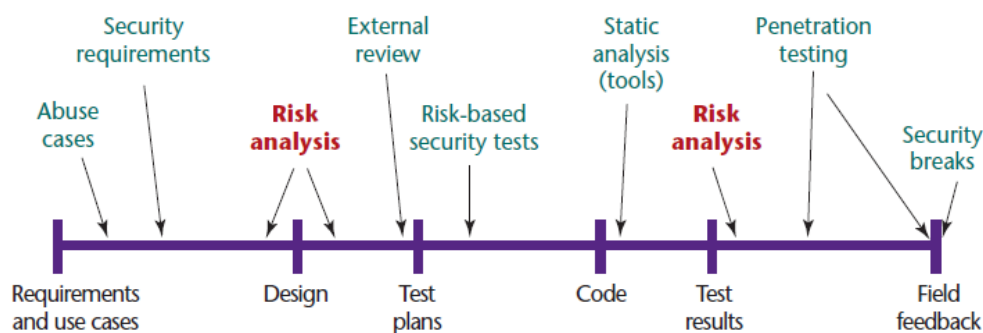 Security
requirements
External
review
Static
analysis
(tools)
Penetration
testing
Abuse
cases
Risk
analysis
Risk-based
security tests
Risk
analysis
Security
breaks
Requirements
and use cases
Design
Test
plans
Code
Test
results
Field
feedback